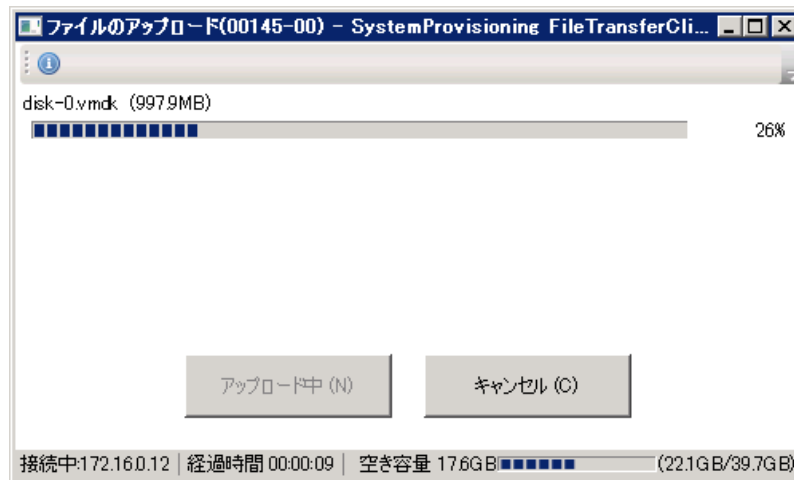 ファイルのアップロード(00145-00) - SystemProvisioning FileTransferCli...
disk-0.vmdk (997.9MB)
26%
アップロード中 (N)
キャンセル (C)
接続中:172.16.0.12 経過時間 00:00:09 空き容量 17.6GB (22.1GB/39.7GB)